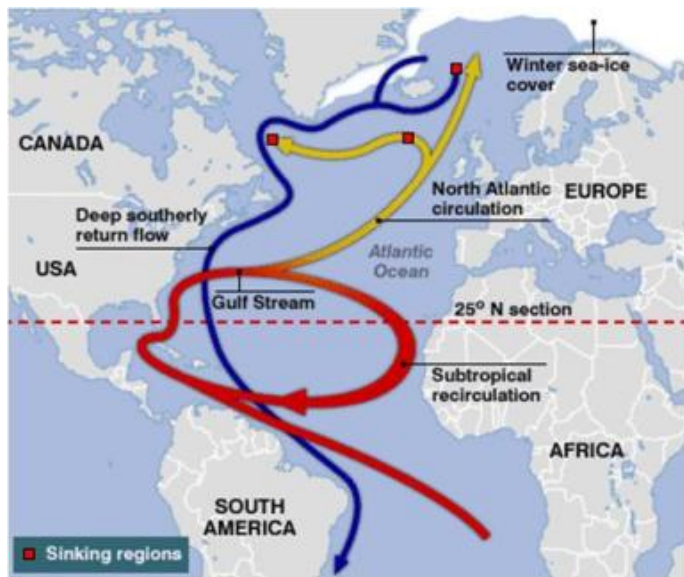 Winter sea-ice
cover
CANADA
North Atlantic
circulation
EUROPE
Deep southerly
return flow
Atlantic
Ocean
USA
Gulf Stream
25° N section
Subtropical
recirculation
AFRICA
SOUTH
AMERICA
Sinking regions